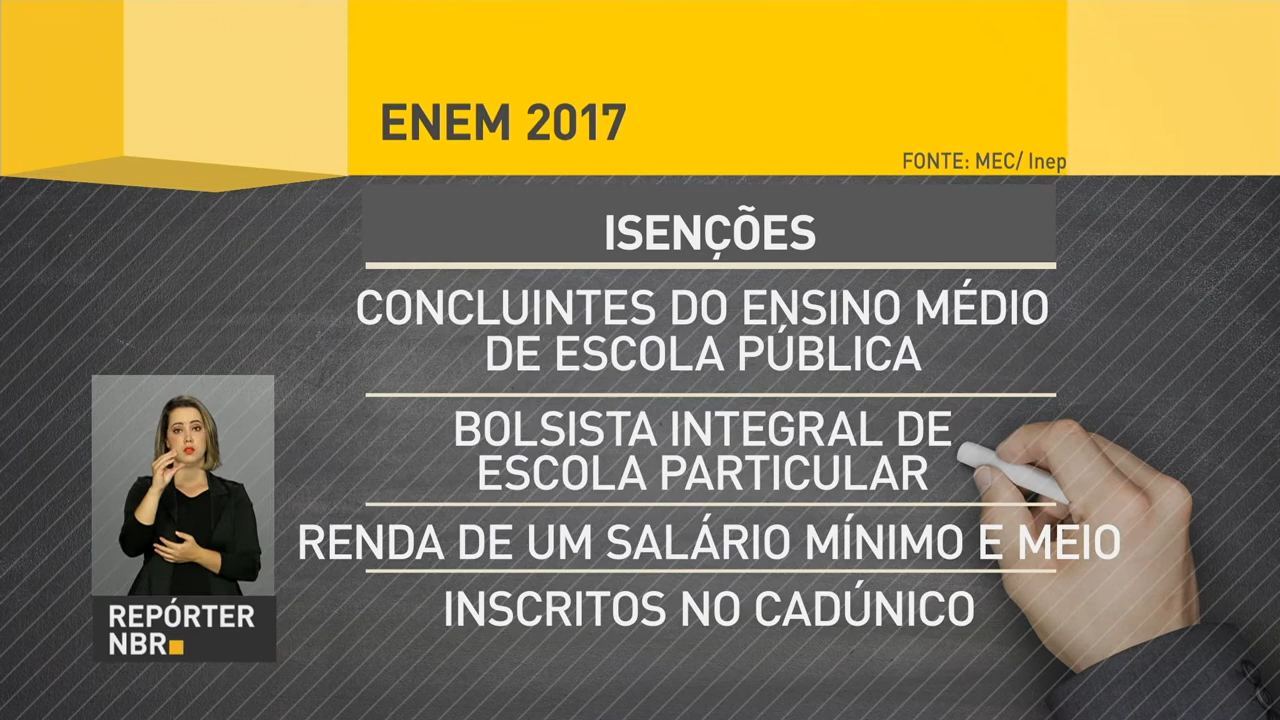 ENEM 2017
FONTE: MEC/ Inep
ISENÇÕES
CONCLUINTES DO ENSINO MÉDIO
DE ESCOLA PÚBLICA
BOLSISTA INTEGRAL DE
ESCOLA PARTICULAR
RENDA DE UM SALÁRIO MÍNIMO E MEIO
INSCRITOS NO CADÚNICO
REPÓRTER
NBR